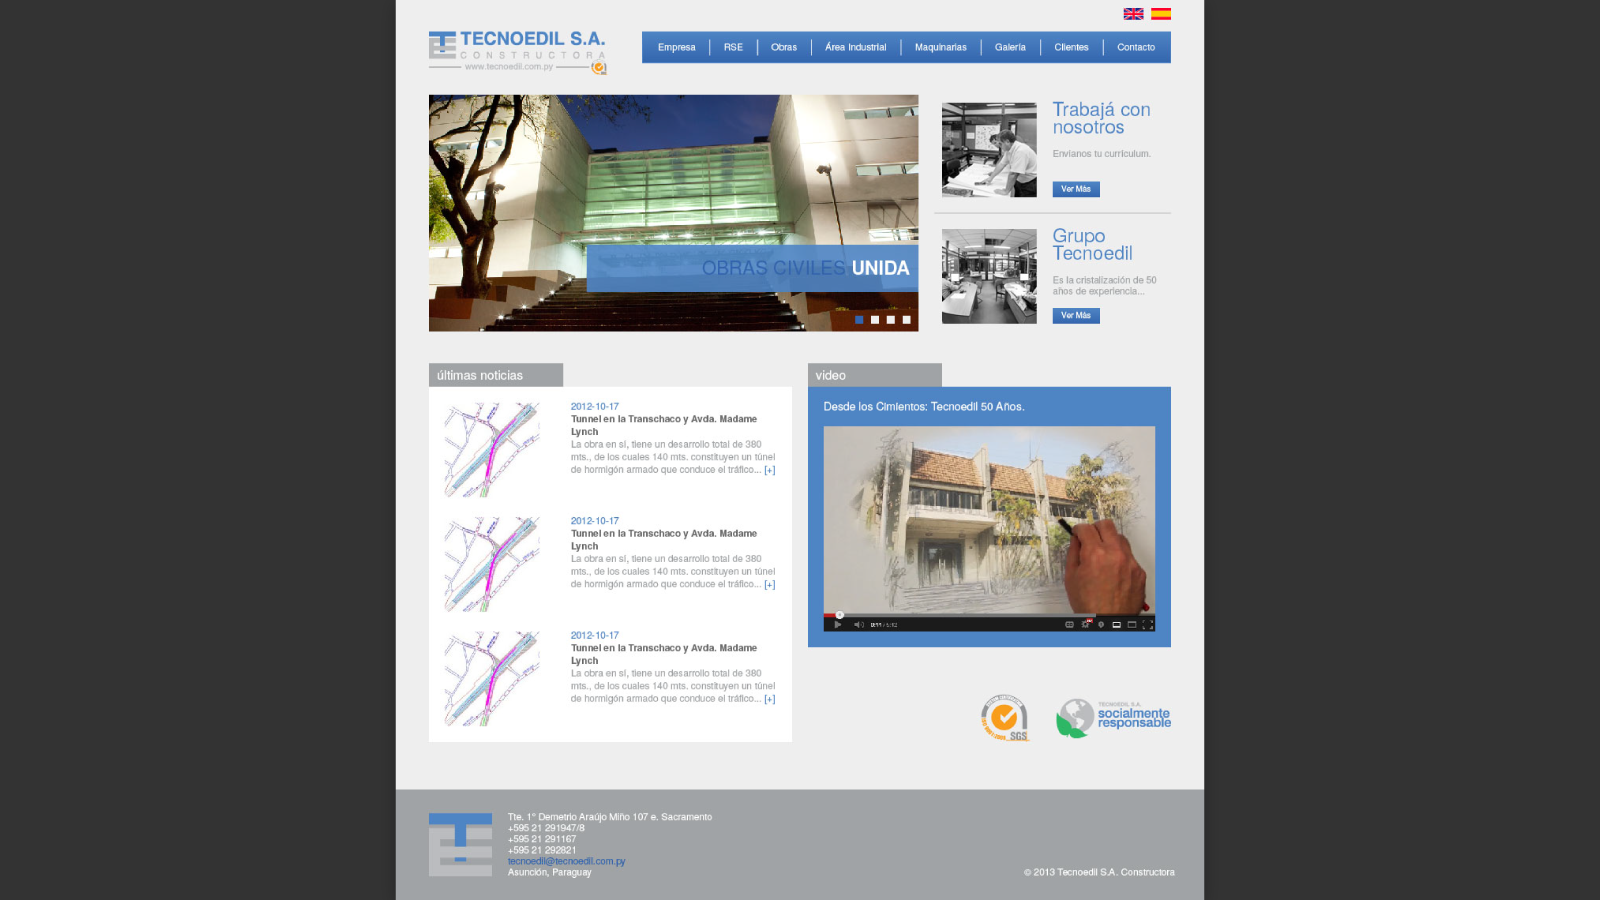 TECNOEDIL S.A.
CONSTRUCTORA
www.tecnoedil.com.py
Empresa
RSE
Obras
Área Industrial
Maquinarias
Galería
Clientes
Contacto
OBRAS CIVILES UNIDA
Trabajá con
nosotros
Envianos tu curriculum.
Ver Más
Grupo
Tecnoedil
Es la cristalización de 50
años de experiencia...
Ver Más
últimas noticias
2012-10-17
Tunnel en la Transchaco y Avda. Madame
Lynch
La obra en sí, tiene un desarrollo total de 380
mts., de los cuales 140 mts. constituyen un túnel
de hormigón armado que conduce el tráfico... [+]
2012-10-17
Tunnel en la Transchaco y Avda. Madame
Lynch
La obra en sí, tiene un desarrollo total de 380
mts., de los cuales 140 mts. constituyen un túnel
de hormigón armado que conduce el tráfico... [+]
2012-10-17
Tunnel en la Transchaco y Avda. Madame
Lynch
La obra en sí, tiene un desarrollo total de 380
mts., de los cuales 140 mts. constituyen un túnel
de hormigón armado que conduce el tráfico... [+]
video
Desde los Cimientos: Tecnoedil 50 Años.
SGS
TECNOEDIL S.A.
socialmente
responsable
Tte. 1° Demetrio Araújo Miño 107 e. Sacramento
+595 21 291947/8
+595 21 291167
+595 21 292821
tecnoedil@tecnoedil.com.py
Asunción, Paraguay
© 2013 Tecnoedil S.A. Constructora